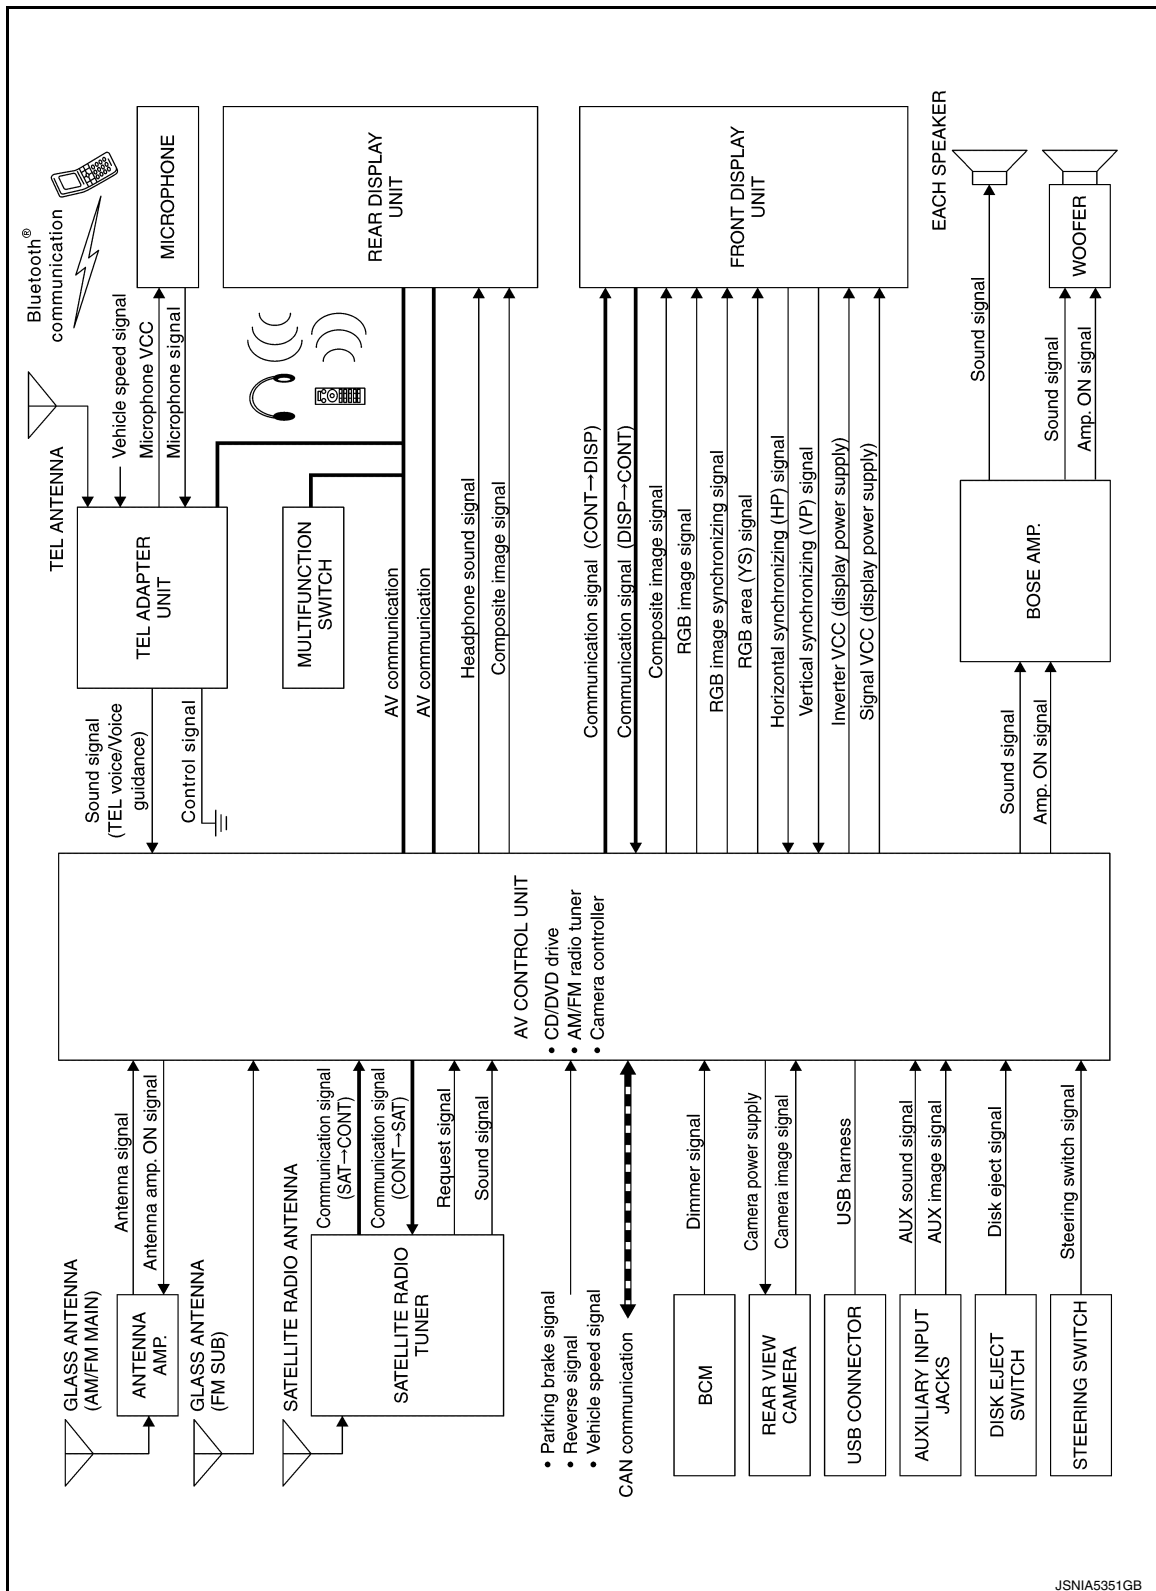 GLASS ANTENNA
(AM/FM MAIN)
ANTENNA
AMP.
Antenna signal
Antenna amp. ON signal
GLASS ANTENNA
(FM SUB)
SATELLITE RADIO ANTENNA
SATELLITE RADIO
TUNER
Communication signal
(SAT→CONT)
Communication signal
(CONT→SAT)
Request signal
Sound signal
• Parking brake signal
• Reverse signal
• Vehicle speed signal
CAN communication
BCM
Dimmer signal
REAR VIEW
CAMERA
Camera power supply
Camera image signal
USB CONNECTOR
USB harness
AUXILIARY INPUT
JACKS
AUX sound signal
AUX image signal
DISK EJECT
SWITCH
Disk eject signal
STEERING SWITCH
Steering switch signal
AV CONTROL UNIT
• CD/DVD drive
• AM/FM radio tuner
• Camera controller
Sound signal
(TEL voice/Voice
guidance)
Control signal
TEL ADAPTER
UNIT
TEL ANTENNA
Vehicle speed signal
Microphone VCC
Microphone signal
MICROPHONE
Bluetooth®
communication
MULTIFUNCTION
SWITCH
AV communication
AV communication
Headphone sound signal
Composite image signal
REAR DISPLAY
UNIT
Communication signal (CONT→DISP)
Communication signal (DISP→CONT)
Composite image signal
RGB image signal
RGB image synchronizing signal
RGB area (YS) signal
Horizontal synchronizing (HP) signal
Vertical synchronizing (VP) signal
Inverter VCC (display power supply)
Signal VCC (display power supply)
FRONT DISPLAY
UNIT
Sound signal
Amp. ON signal
BOSE AMP.
Sound signal
EACH SPEAKER
Sound signal
Amp. ON signal
WOOFER
JSNIA5351GB